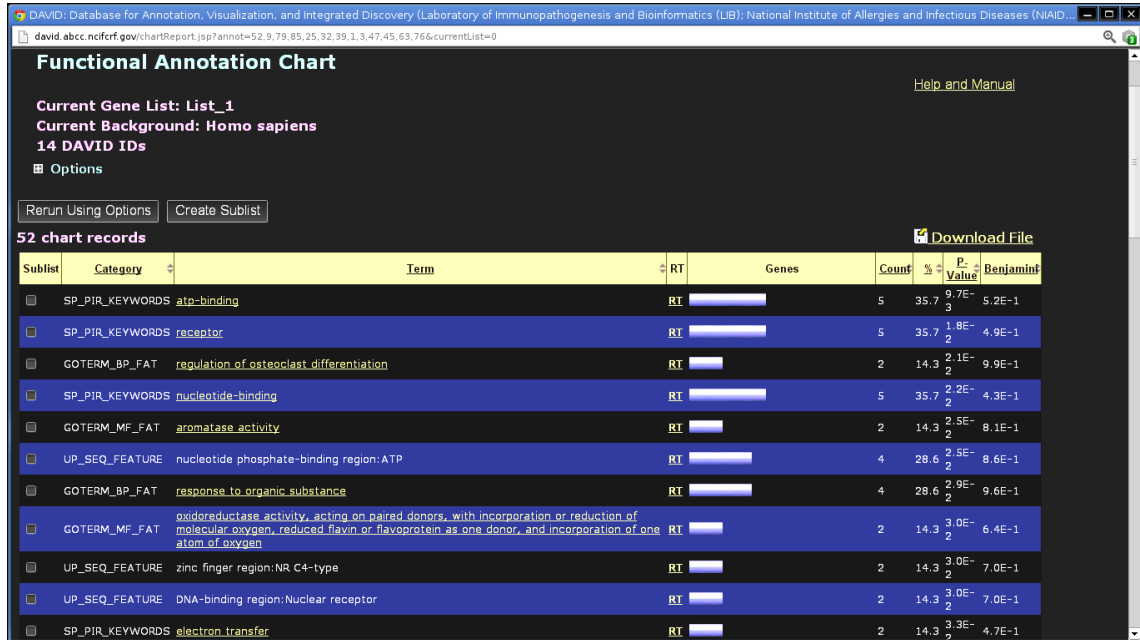 DAVID: Database for Annotation, Visualization, and Integrated Discovery (Laboratory of Immunopathogenesis and Bioinformatics (LIB); National Institute of Allergies and Infectious Diseases (NIAID...
david.abcc.ncifcrf.gov/chartReport.jsp?annot=52,9,79,85,25,32,39,1,3,47,45,63,76&currentList=0
Functional Annotation Chart
Help and Manual
Current Gene List: List_1
Current Background: Homo sapiens
14 DAVID IDs
Options
Rerun Using Options Create Sublist
52 chart records Download File
Sublist Category Term RT Genes Count % P-Value Benjamini
SP_PIR_KEYWORDS atp-binding RT 5 35.7 9.7E-3 5.2E-1
SP_PIR_KEYWORDS receptor RT 5 35.7 1.8E-2 4.9E-1
GOTERM_BP_FAT regulation of osteoclast differentiation RT 2 14.3 2.1E-2 9.9E-1
SP_PIR_KEYWORDS nucleotide-binding RT 5 35.7 2.2E-2 4.3E-1
GOTERM_MF_FAT aromatase activity RT 2 14.3 2.5E-2 8.1E-1
UP_SEQ_FEATURE nucleotide phosphate-binding region:ATP RT 4 28.6 2.5E-2 8.6E-1
GOTERM_BP_FAT response to organic substance RT 4 28.6 2.9E-2 9.6E-1
oxidoreductase activity, acting on paired donors, with incorporation or reduction of
GOTERM_MF_FAT molecular oxygen, reduced flavin or flavoprotein as one donor, and incorporation of one RT 2 14.3 3.0E-2 6.4E-1
atom of oxygen
UP_SEQ_FEATURE zinc finger region:NR C4-type RT 2 14.3 3.0E-2 7.0E-1
UP_SEQ_FEATURE DNA-binding region:Nuclear receptor RT 2 14.3 3.0E-2 7.0E-1
SP_PIR_KEYWORDS electron transfer RT 2 14.3 3.3E-2 4.7E-1